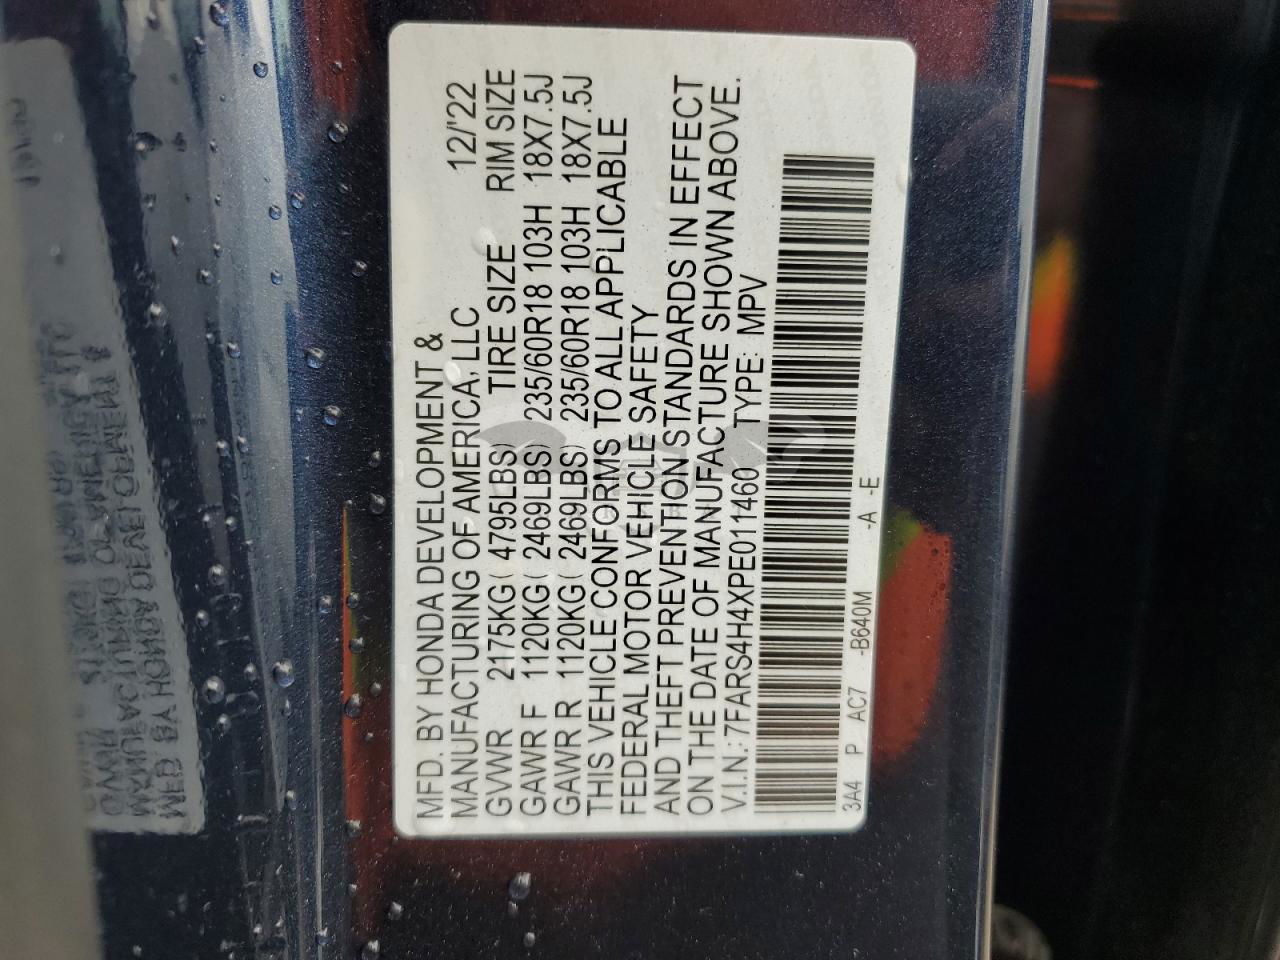 MFD. BY HONDA DEVELOPMENT &
MANUFACTURING OF AMERICA, LLC 12/'22
GVWR 2175KG( 4795LBS) TIRE SIZE RIM SIZE
GAWR F 1120KG( 2469LBS) 235/60R18 103H 18X7.5J
GAWR R 1120KG( 2469LBS) 235/60R18 103H 18X7.5J
THIS VEHICLE CONFORMS TO ALL APPLICABLE
FEDERAL MOTOR VEHICLE SAFETY
AND THEFT PREVENTION STANDARDS IN EFFECT
ON THE DATE OF MANUFACTURE SHOWN ABOVE.
V.I.N.: 7FARS4H4XPE011460 TYPE: MPV
3A4 P AC7 -B640M -A -E